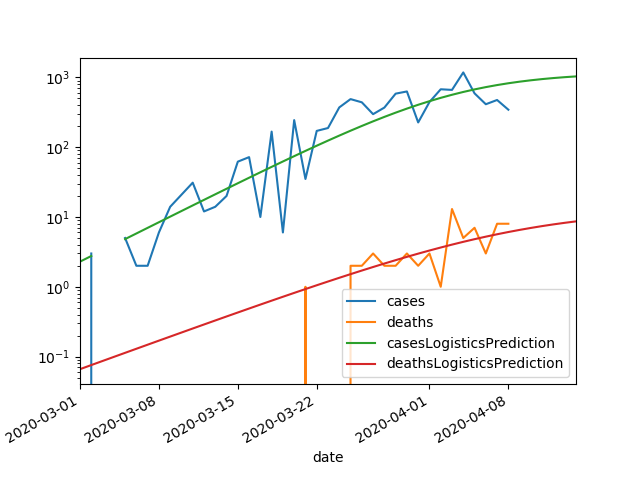 10³
10²
10¹
10⁰
10⁻¹
cases
deaths
casesLogisticsPrediction
deathsLogisticsPrediction
2020-03-01
2020-03-08
2020-03-15
2020-03-22
2020-04-01
2020-04-08
date